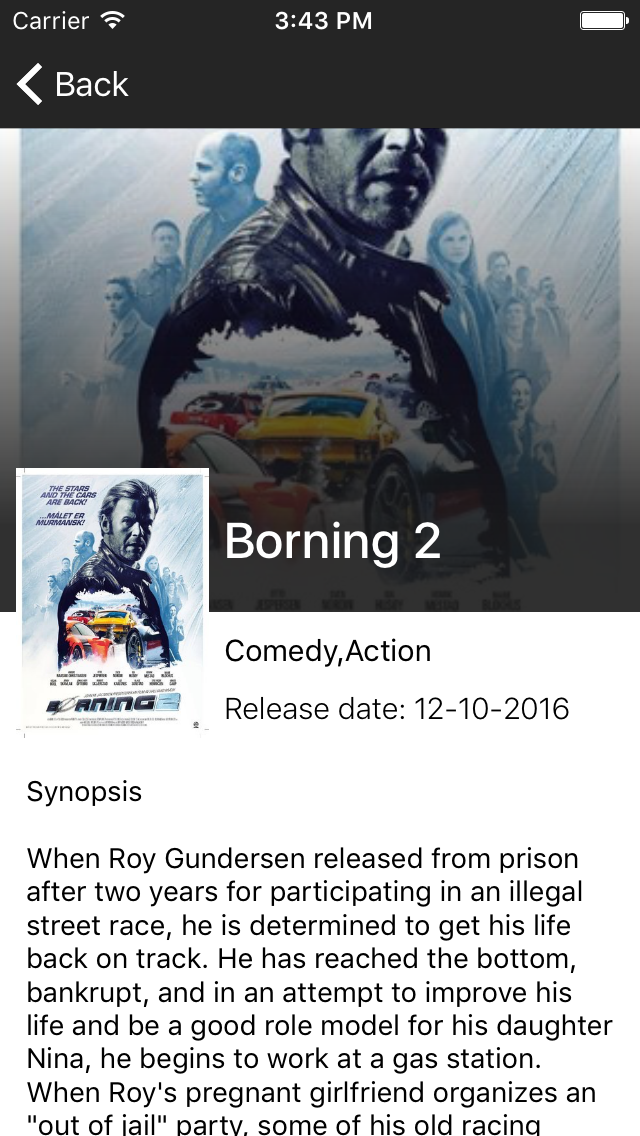 Carrier 3:43 PM
Back
THE STARS
AND THE CARS
ARE BACK!
...MÅLET ER
MURMANSK!
BØRNING 2
Borning 2
Comedy,Action
Release date: 12-10-2016
Synopsis
When Roy Gundersen released from prison
after two years for participating in an illegal
street race, he is determined to get his life
back on track. He has reached the bottom,
bankrupt, and in an attempt to improve his
life and be a good role model for his daughter
Nina, he begins to work at a gas station.
When Roy's pregnant girlfriend organizes an
"out of jail" party, some of his old racing